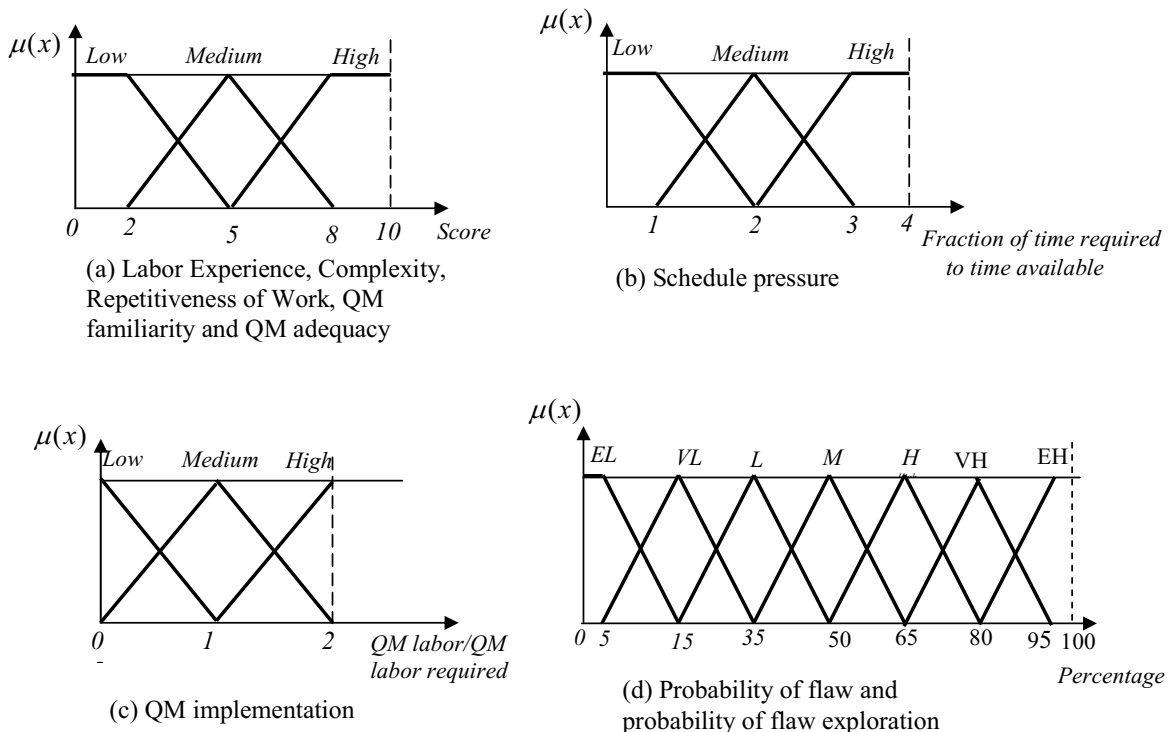 μ(x)
Low Medium High
0 2 5 8 10 Score
(a) Labor Experience, Complexity,
Repetitiveness of Work, QM
familiarity and QM adequacy
μ(x)
Low Medium High
1 2 3 4 Fraction of time required
to time available
(b) Schedule pressure
μ(x)
Low Medium High
0 1 2 QM labor/QM
labor required
(c) QM implementation
μ(x)
EL VL L M H VH EH
0 5 15 35 50 65 80 95 100
Percentage
(d) Probability of flaw and
probability of flaw exploration